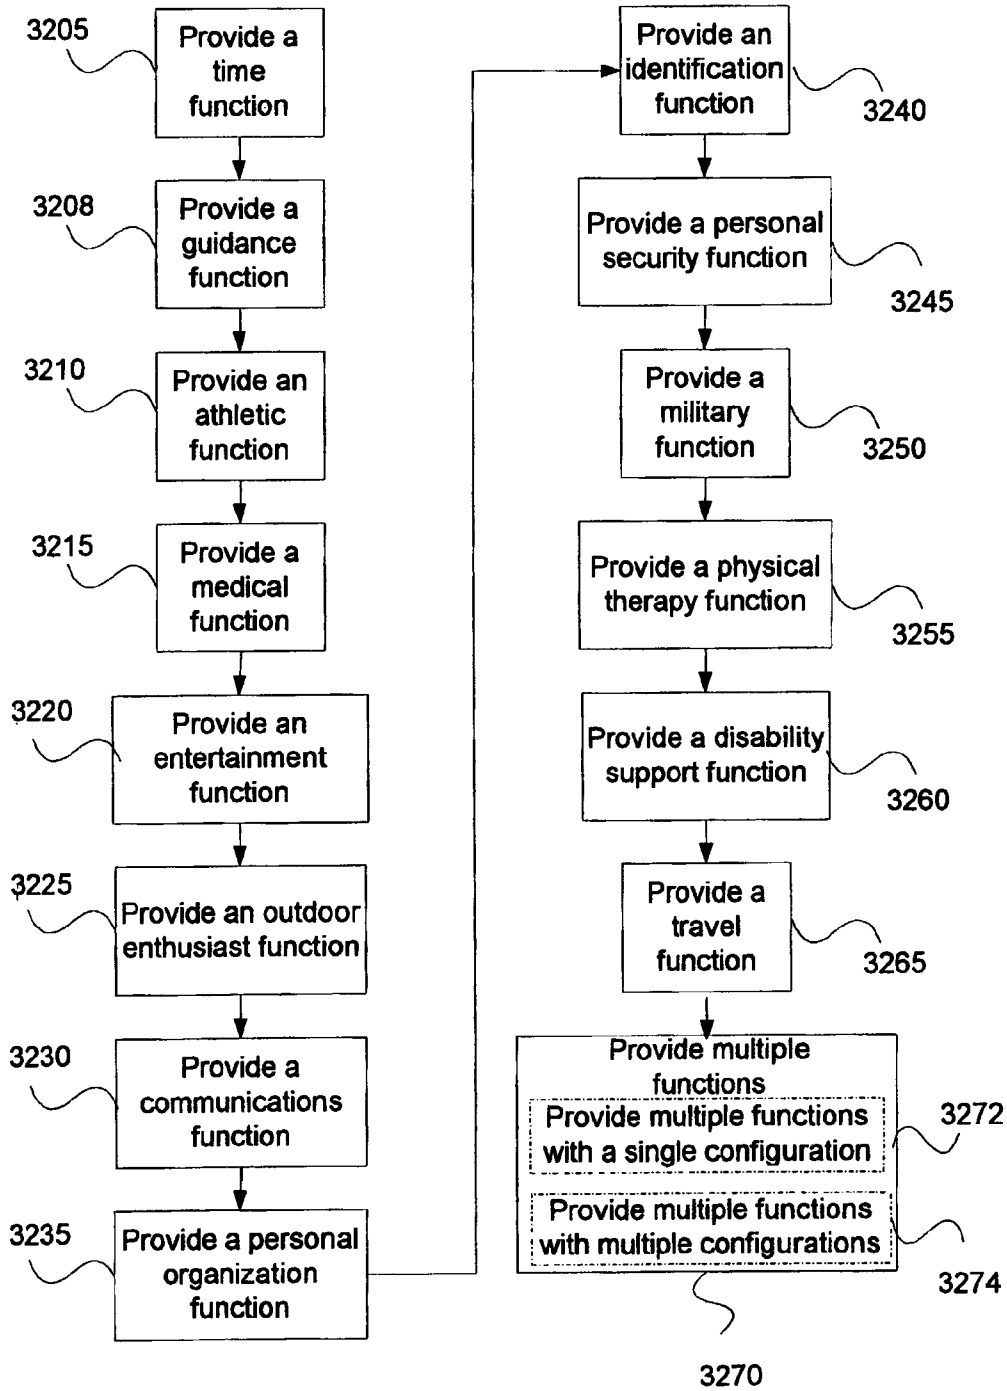 3205
Provide a
time
function
3208
Provide a
guidance
function
3210
Provide an
athletic
function
3215
Provide a
medical
function
3220
Provide an
entertainment
function
3225
Provide an outdoor
enthusiast function
3230
Provide a
communications
function
3235
Provide a personal
organization
function
Provide an
identification
function
3240
Provide a personal
security function
3245
Provide a
military
function
3250
Provide a physical
therapy function
3255
Provide a disability
support function
3260
Provide a
travel
function
3265
Provide multiple
functions
Provide multiple functions
with a single configuration
3272
Provide multiple functions
with multiple configurations
3274
3270